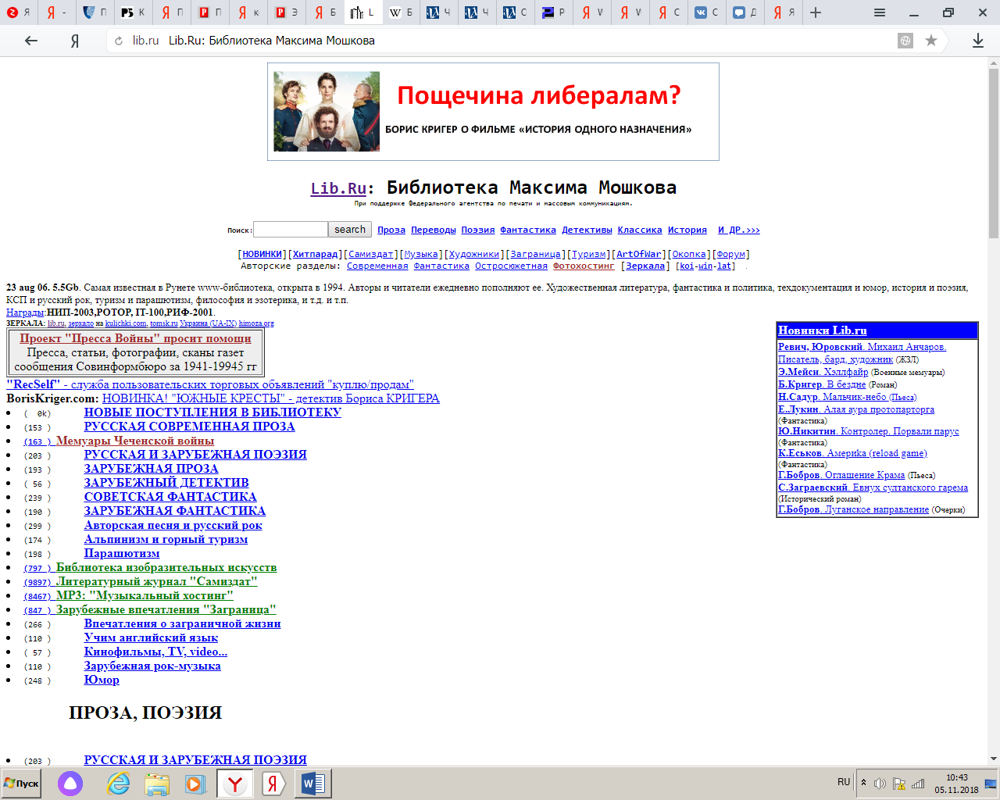 Я
-
П
Р5
Я П
Р П
Я к
Р Э
Я Б
L
W Б
Ч
Ч
С
Р
Я W
Я W
Я С
С
Д
Я Я
Я lib.ru Lib.Ru: Библиотека Максима Мошкова
Пощечина либералам?
БОРИС КРИГЕР О ФИЛЬМЕ «ИСТОРИЯ ОДНОГО НАЗНАЧЕНИЯ»
Lib.Ru: Библиотека Максима Мошкова
При поддержке Федерального агентства по печати и массовым коммуникациям.
Поиск: search Проза Переводы Поэзия Фантастика Детективы Классика История И ДР.>>>
[НОВИНКИ][Хитпарад][Самиздат][Музыка][Художники][Заграница][Туризм][ArtOfWar][Окопка][Форум]
Авторские разделы: Современная Фантастика Остросюжетная Фотохостинг [Зеркала] [koi-win-lat] .
23 aug 06. 5.5Gb. Самая известная в Рунете www-библиотека, открыта в 1994. Авторы и читатели ежедневно пополняют ее. Художественная литература, фантастика и политика, техдокументация и юмор, история и поэзия,
КСП и русский рок, туризм и парашютизм, философия и эзотерика, и т.д. и т.п.
Награды:НИП-2003,РОТОР, IT-100,РИФ-2001.
ЗЕРКАЛА: lib.ru, зеркало на kulichki.com, tomsk.ru Украина (UA-IX) himoza.org
Проект "Пресса Войны" просит помощи
Пресса, статьи, фотографии, сканы газет
сообщения Совинформбюро за 1941-19945 гг
"RecSelf" - служба пользовательских торговых объявлений "куплю/продам"
BorisKriger.com: НОВИНКА! "ЮЖНЫЕ КРЕСТЫ" - детектив Бориса КРИГЕРА
( 0k) НОВЫЕ ПОСТУПЛЕНИЯ В БИБЛИОТЕКУ
(153 ) РУССКАЯ СОВРЕМЕННАЯ ПРОЗА
(163 ) Мемуары Чеченской войны
(203 ) РУССКАЯ И ЗАРУБЕЖНАЯ ПОЭЗИЯ
(193 ) ЗАРУБЕЖНАЯ ПРОЗА
( 56 ) ЗАРУБЕЖНЫЙ ДЕТЕКТИВ
(239 ) СОВЕТСКАЯ ФАНТАСТИКА
(190 ) ЗАРУБЕЖНАЯ ФАНТАСТИКА
(299 ) Авторская песня и русский рок
(174 ) Альпинизм и горный туризм
(198 ) Парашютизм
(797 ) Библиотека изобразительных искусств
(9897) Литературный журнал "Самиздат"
(8467) MP3: "Музыкальный хостинг"
(847 ) Зарубежные впечатления "Заграница"
(266 ) Впечатления о заграничной жизни
(110 ) Учим английский язык
( 57 ) Кинофильмы, TV, video...
(110 ) Зарубежная рок-музыка
(248 ) Юмор
ПРОЗА, ПОЭЗИЯ
(203 ) РУССКАЯ И ЗАРУБЕЖНАЯ ПОЭЗИЯ
Новинки Lib.ru
Ревич, Юровский. Михаил Анчаров.
Писатель, бард, художник (ЖЗЛ)
Э.Мейси. Хэллфайр (Военные мемуары)
Б.Кригер. В бездне (Роман)
Н.Садур. Мальчик-небо (Пьеса)
Е.Лукин. Алая аура протопарторга
(Фантастика)
Ю.Никитин. Контролер. Порвали парус
(Фантастика)
К.Еськов. Америkа (reload game)
(Фантастика)
Г.Бобров. Оглашение Крама (Пьеса)
С.Заграевский. Евнух султанского гарема
(Исторический роман)
Г.Бобров. Луганское направление (Очерки)
Пуск
RU
10:43
05.11.2018